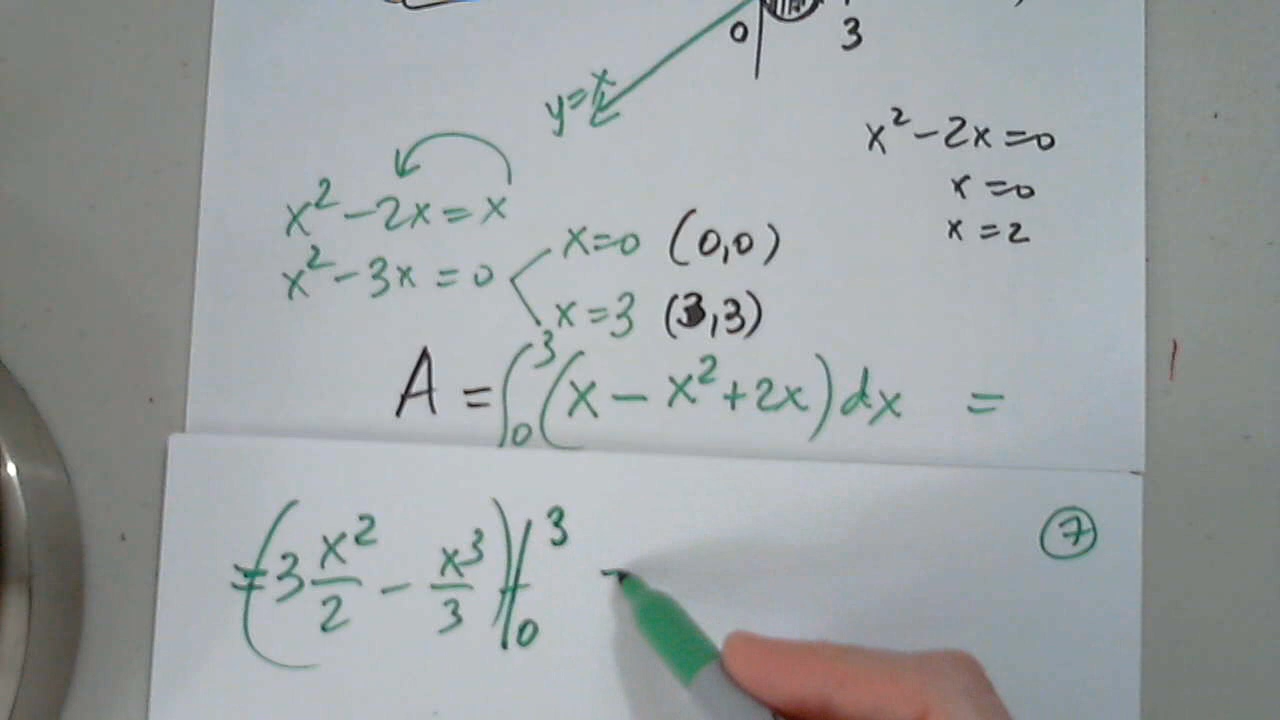 0 3
y=x
x²-2x=0
x=0
x²-2x=x
x=2
x=0 (0,0)
x²-3x=0
x=3 (3,3)
A=∫₀³(x-x²+2x)dx =
=(3x²/2-x³/3)|₀³
7